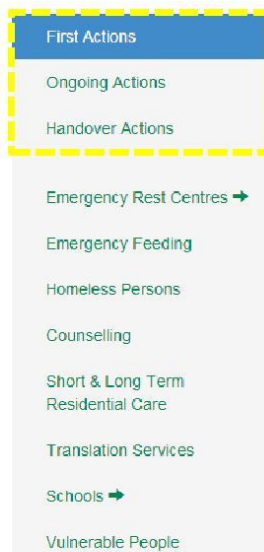 First Actions
Ongoing Actions
Handover Actions
Emergency Rest Centres ➜
Emergency Feeding
Homeless Persons
Counselling
Short & Long Term
Residential Care
Translation Services
Schools ➜
Vulnerable People